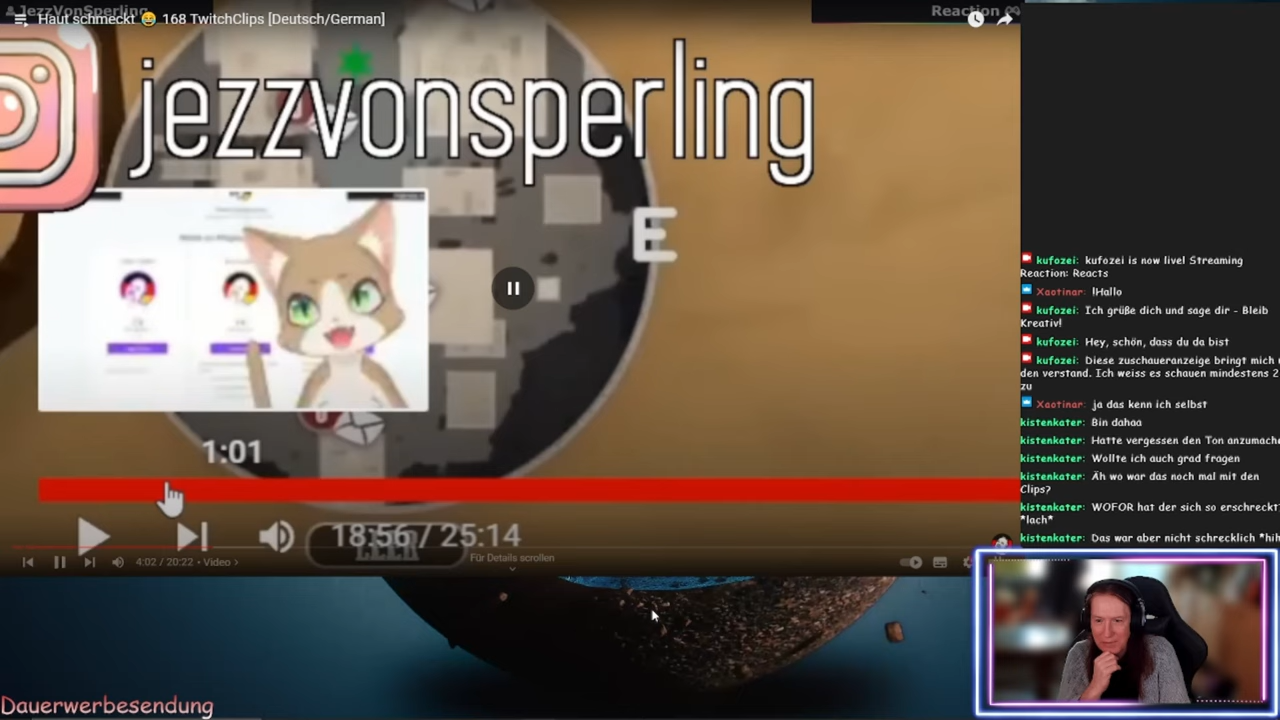 JezzVonSperling
Haut schmeckt 😄 168 TwitchClips [Deutsch/German]
Reaction
jezzvonsperling
E
1:01
18:56 / 25:14
LEER
Für Details scrollen
4:02 / 20:22 • Video >
kufozei: kufozei is now live! Streaming
Reaction: Reacts
Xaotinar: !Hallo
kufozei: Ich grüße dich und sage dir - Bleib
Kreativ!
kufozei: Hey, schön, dass du da bist
kufozei: Diese zuschaueranzeige bringt mich u
den verstand. Ich weiss es schauen mindestens 2
zu
Xaotinar: ja das kenn ich selbst
kistenkater: Bin dahaa
kistenkater: Hatte vergessen den Ton anzumache
kistenkater: Wollte ich auch grad fragen
kistenkater: Äh wo war das noch mal mit den
Clips?
kistenkater: WOFOR hat der sich so erschreckt?
*lach*
kistenkater: Das war aber nicht schrecklich *hih
Dauerwerbesendung